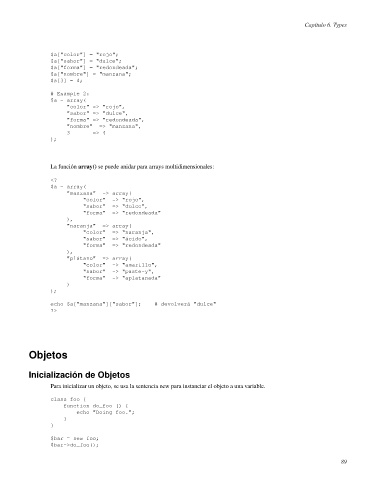 Capítulo 6. Types
$a["color"] = "rojo";
$a["sabor"] = "dulce";
$a["forma"] = "redondeada";
$a["nombre"] = "manzana";
$a[3] = 4;
# Example 2:
$a = array(
"color" => "rojo",
"sabor" => "dulce",
"forma" => "redondeada",
"nombre" => "manzana",
3 => 4
);
La función array() se puede anidar para arrays multidimensionales:
<?
$a = array(
"manzana" => array(
"color" => "rojo",
"sabor" => "dulce",
"forma" => "redondeada"
),
"naranja" => array(
"color" => "naranja",
"sabor" => "ácido",
"forma" => "redondeada"
),
"plátano" => array(
"color" => "amarillo",
"sabor" => "paste-y",
"forma" => "aplatanada"
)
);
echo $a["manzana"]["sabor"]; # devolverá "dulce"
?>
Objetos
Inicialización de Objetos
Para inicializar un objeto, se usa la sentencia new para instanciar el objeto a una variable.
class foo {
function do_foo () {
echo "Doing foo.";
}
}
$bar = new foo;
$bar->do_foo();
89